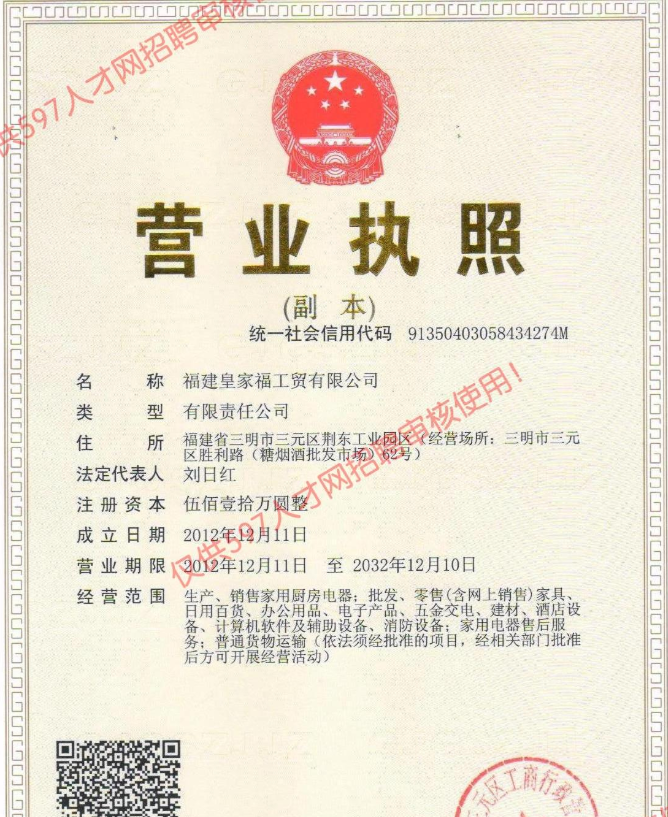 供597人才网招聘审核
营业执照
(副 本)
统一社会信用代码 91350403058434274M
名 称 福建皇家福工贸有限公司
类 型 有限责任公司
住 所 福建省三明市三元区荆东工业园区（经营场所：三明市三元
区胜利路（糖烟酒批发市场）62号）
法定代表人 刘日红
注册资本 伍佰壹拾万圆整
成立日期 2012年12月11日
营业期限 2012年12月11日 至 2032年12月10日
经营范围 生产、销售家用厨房电器；批发、零售(含网上销售)家具、
日用百货、办公用品、电子产品、五金交电、建材、酒店设
备、计算机软件及辅助设备、消防设备；家用电器售后服
务；普通货物运输（依法须经批准的项目，经相关部门批准
后方可开展经营活动）
仅供597人才网招聘审核使用！
元区工商行政